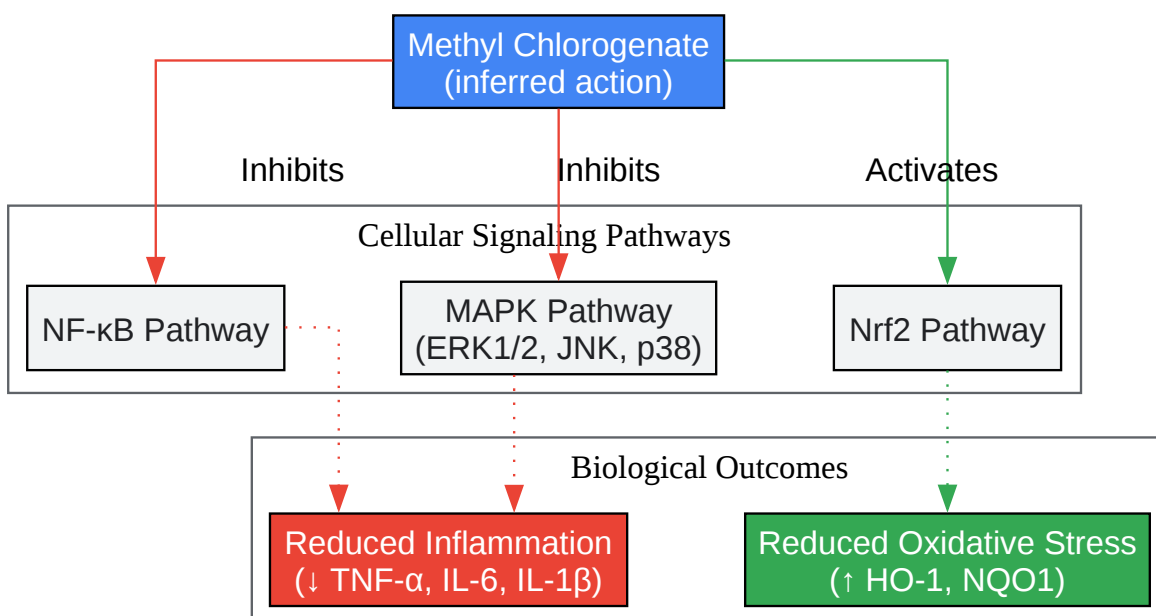 Methyl Chlorogenate
(inferred action)
Inhibits
Inhibits
Activates
Cellular Signaling Pathways
NF-κB Pathway
MAPK Pathway
(ERK1/2, JNK, p38)
Nrf2 Pathway
Biological Outcomes
Reduced Inflammation
(↓ TNF-α, IL-6, IL-1β)
Reduced Oxidative Stress
(↑ HO-1, NQO1)